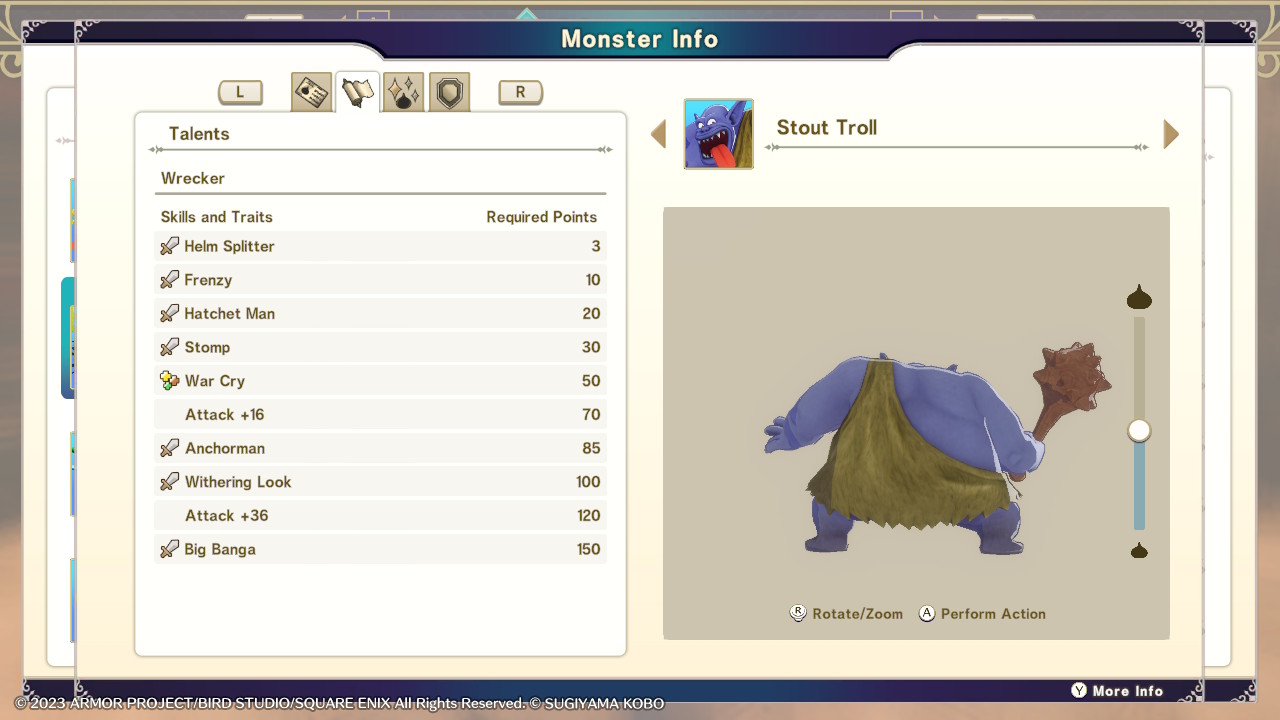 Monster Info
L
R
Talents
Wrecker
Skills and Traits Required Points
Helm Splitter 3
Frenzy 10
Hatchet Man 20
Stomp 30
War Cry 50
Attack +16 70
Anchorman 85
Withering Look 100
Attack +36 120
Big Banga 150
Stout Troll
R Rotate/Zoom A Perform Action
Y More Info
© 2023 ARMOR PROJECT/BIRD STUDIO/SQUARE ENIX All Rights Reserved. © SUGIYAMA KOBO